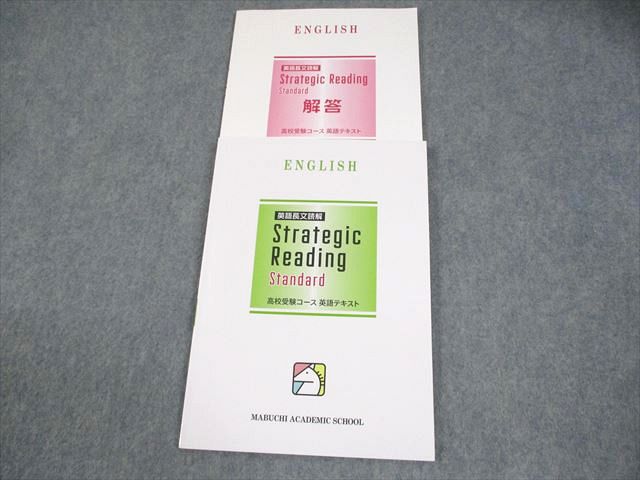 ENGLISH
英語長文読解
Strategic Reading
Standard
解答
高校受験コース 英語テキスト
ENGLISH
英語長文読解
Strategic
Reading
Standard
高校受験コース 英語テキスト
MABUCHI ACADEMIC SCHOOL